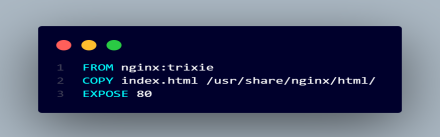 1 FROM nginx:trixie
2 COPY index.html /usr/share/nginx/html/
3 EXPOSE 80